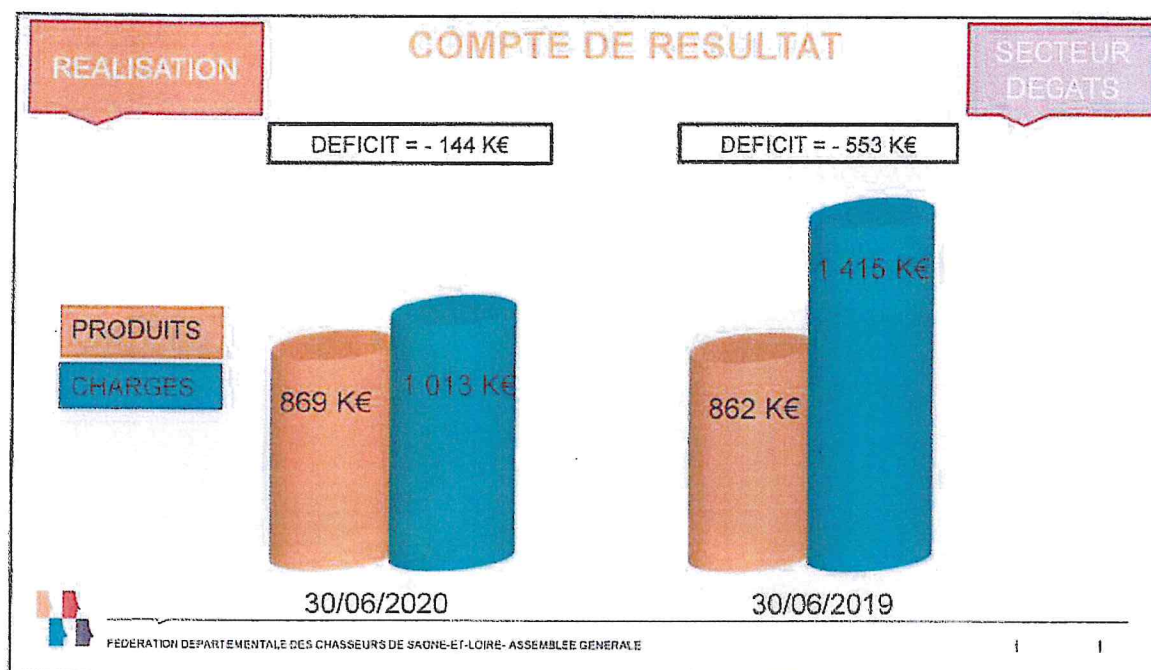 REALISATION
COMPTE DE RESULTAT
SECTEUR
DEGATS
DEFICIT = - 144 K€
DEFICIT = - 553 K€
PRODUITS
CHARGES
869 K€
1 013 K€
862 K€
1 415 K€
30/06/2020
30/06/2019
FEDERATION DEPARTEMENTALE DES CHASSEURS DE SAONE-ET-LOIRE- ASSEMBLEE GENERALE